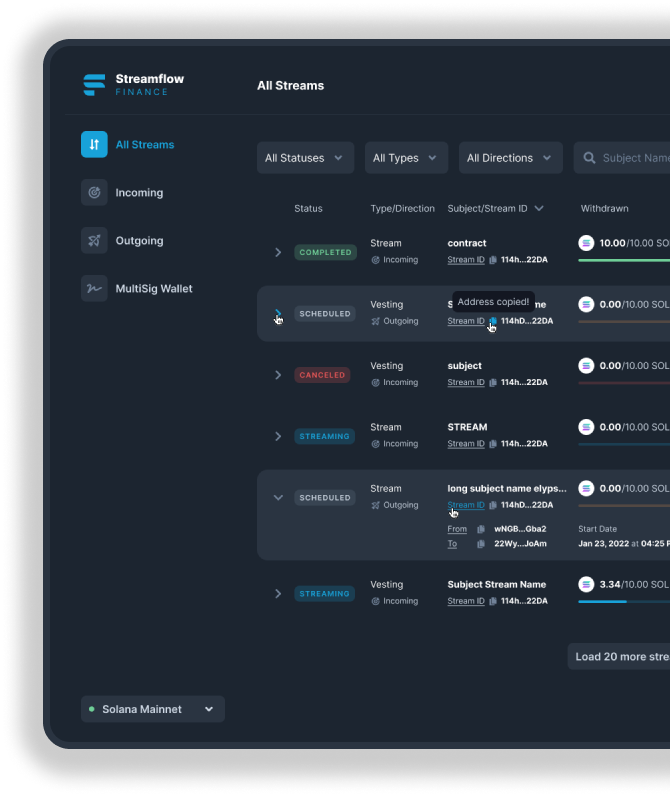 Streamflow
FINANCE
All Streams
All Streams
Incoming
Outgoing
MultiSig Wallet
All Statuses All Types All Directions Subject Name
Status Type/Direction Subject/Stream ID Withdrawn
COMPLETED Stream contract 10.00/10.00 SO
Incoming Stream ID 114h...22DA
Address copied!
SCHEDULED Vesting 0.00/10.00 SOL
Outgoing Stream ID 114hD...22DA
CANCELED Vesting subject 0.00/10.00 SOL
Incoming Stream ID 114h...22DA
STREAMING Stream STREAM 0.00/10.00 SOL
Incoming Stream ID 114h...22DA
SCHEDULED Stream long subject name elyps... 0.00/10.00 SOL
Outgoing Stream ID 114hD...22DA
From wNGB...Gba2 Start Date
To 22Wy...JoAm Jan 23, 2022 at 04:25 P
STREAMING Vesting Subject Stream Name 3.34/10.00 SOL
Incoming Stream ID 114h...22DA
Load 20 more stre
Solana Mainnet